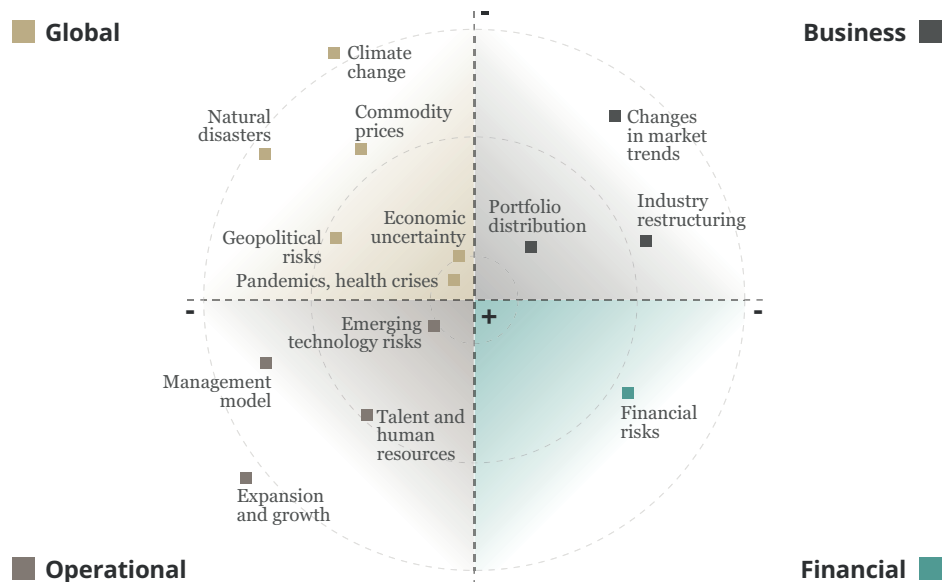 -
Global
Business
Climate
change
Natural
disasters
Commodity
prices
Changes
in market
trends
Economic
uncertainty
Portfolio
distribution
Industry
restructuring
Geopolitical
risks
Pandemics, health crises
-
+
-
Emerging
technology risks
Management
model
Talent and
human
resources
Financial
risks
Expansion
and growth
Operational
Financial